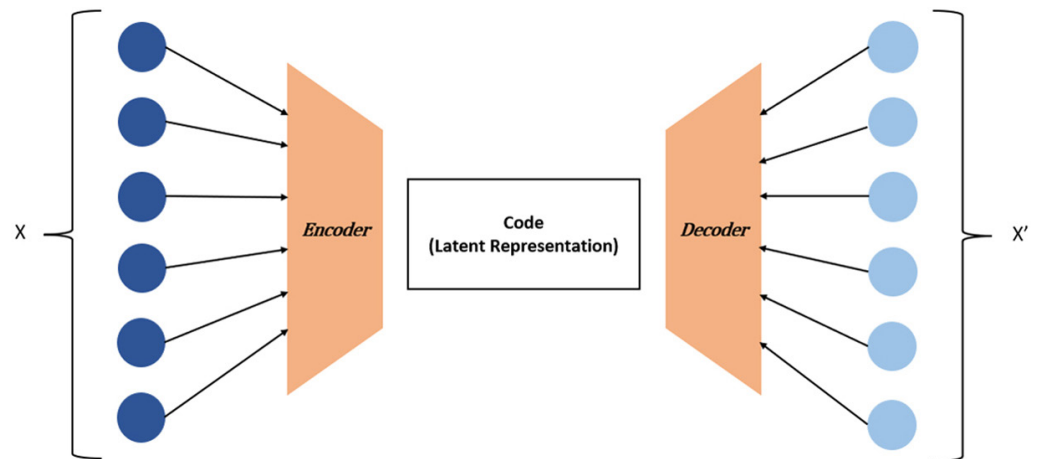 X
Encoder
Code
(Latent Representation)
Decoder
X'